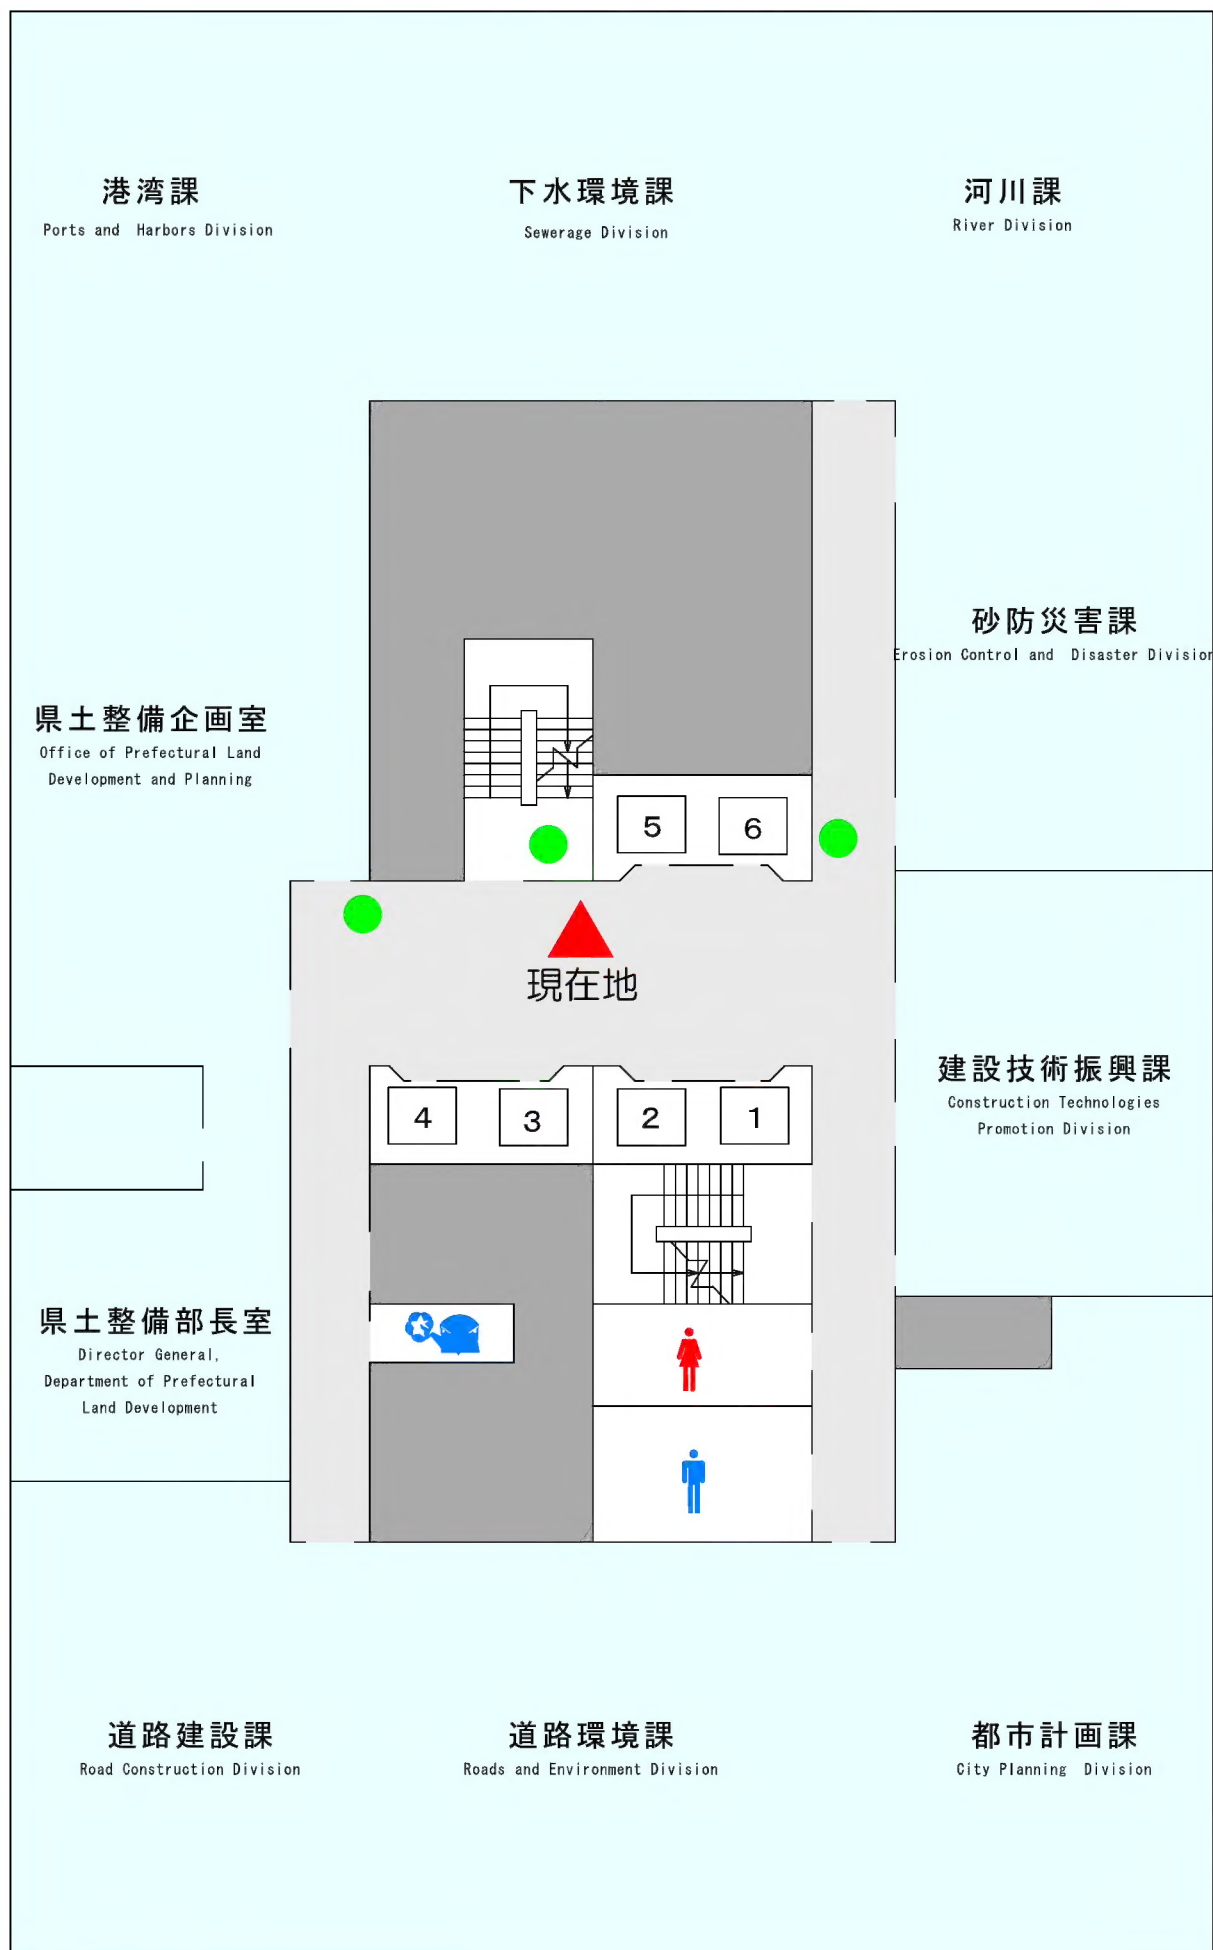 港湾課
Ports and Harbors Division
下水環境課
Sewerage Division
河川課
River Division
砂防災害課
Erosion Control and Disaster Division
県土整備企画室
Office of Prefectural Land
Development and Planning
5
6
現在地
建設技術振興課
Construction Technologies
Promotion Division
4
3
2
1
県土整備部長室
Director General,
Department of Prefectural
Land Development
道路建設課
Road Construction Division
道路環境課
Roads and Environment Division
都市計画課
City Planning Division